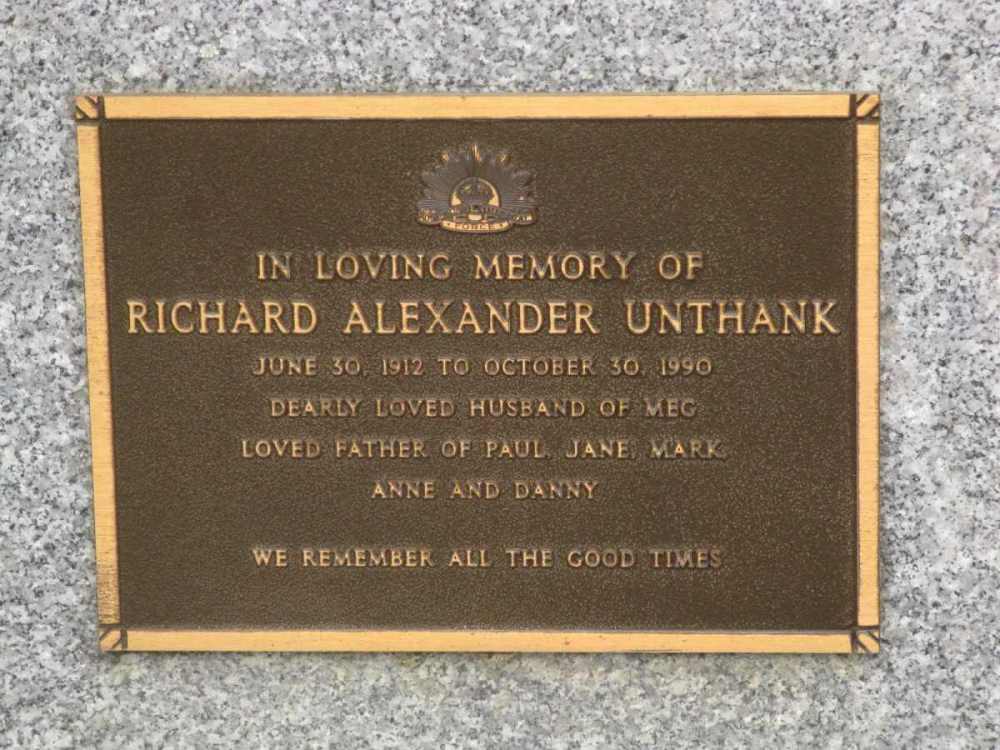 FORCES
IN LOVING MEMORY OF
RICHARD ALEXANDER UNTHANK
JUNE 30, 1912 TO OCTOBER 30, 1990
DEARLY LOVED HUSBAND OF MEG
LOVED FATHER OF PAUL, JANE, MARK,
ANNE AND DANNY
WE REMEMBER ALL THE GOOD TIMES